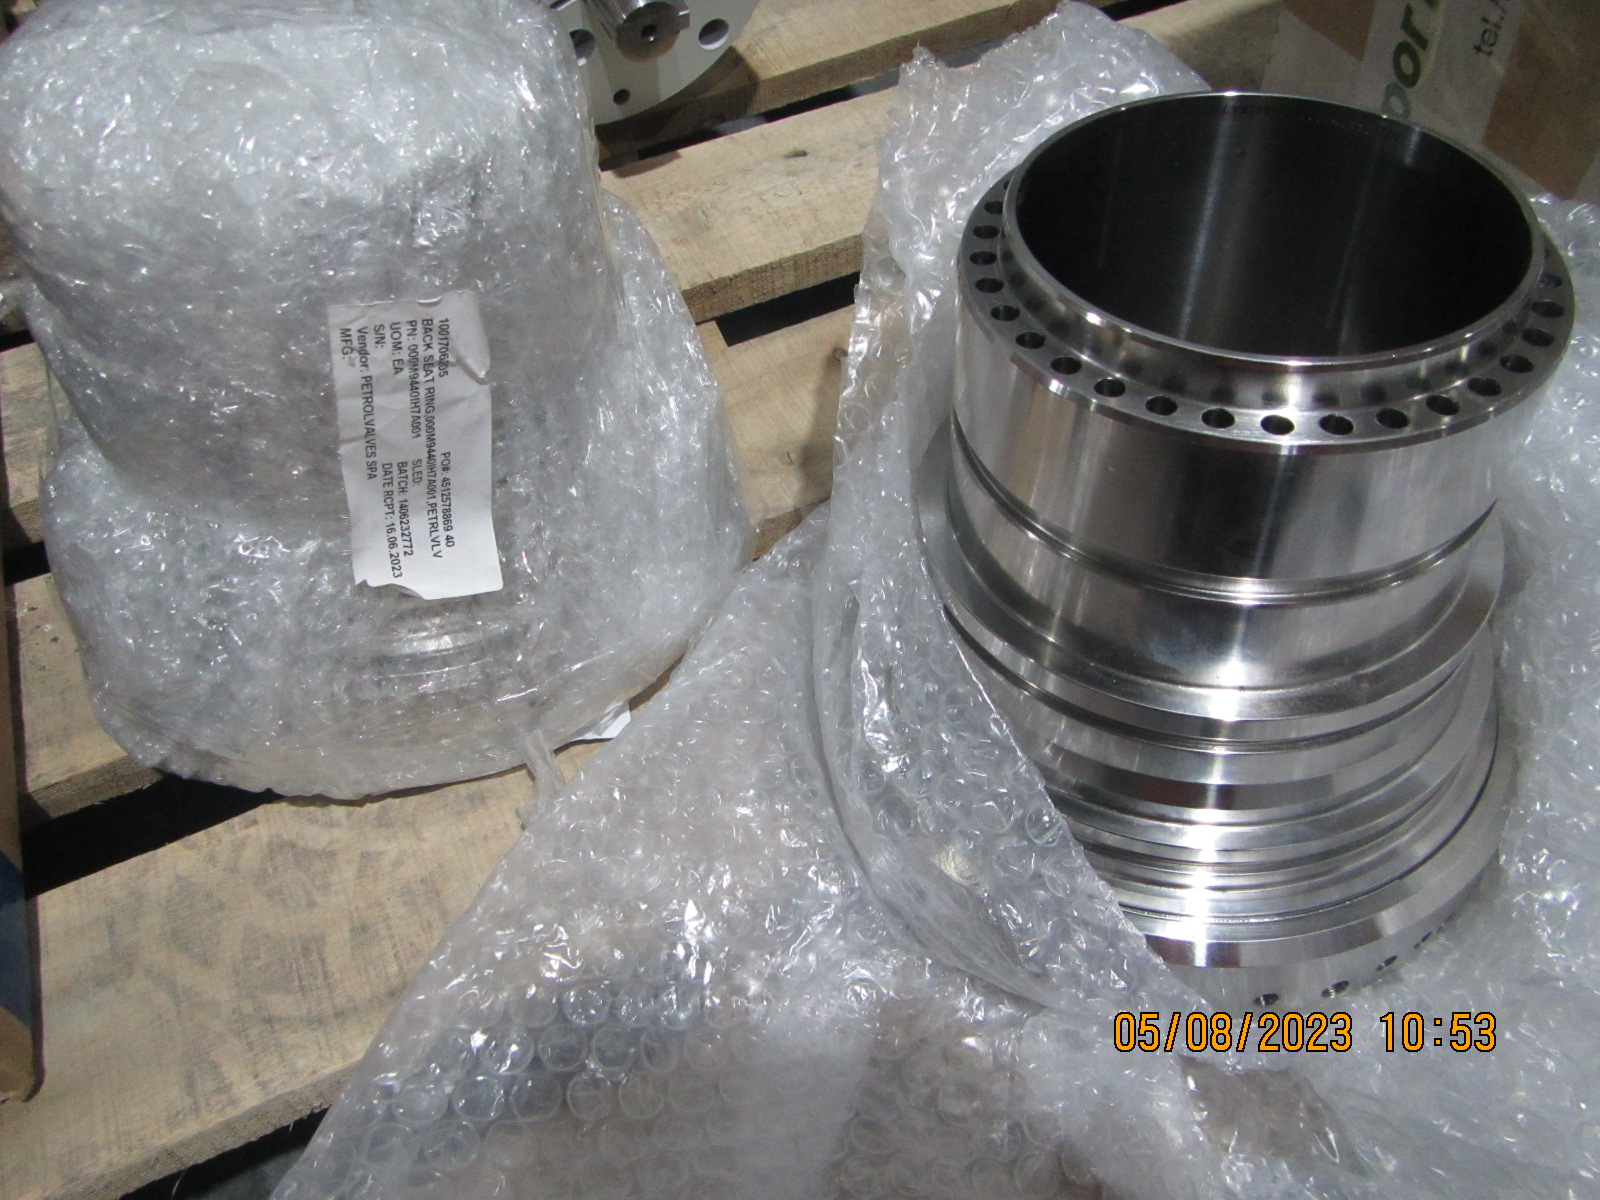 tel.
por
05/08/2023 10:53
1001706205 PO#: 4512578869 40
BACK SEAT RING,000M9440IH7A001,PETRLVLV
PN: 000M9440IH7A001 SLED:
UOM: EA BATCH: 1406232772
S/N: DATE RCPT: 16.06.2023
Vendor: PETROLVALVES SPA
MFG: